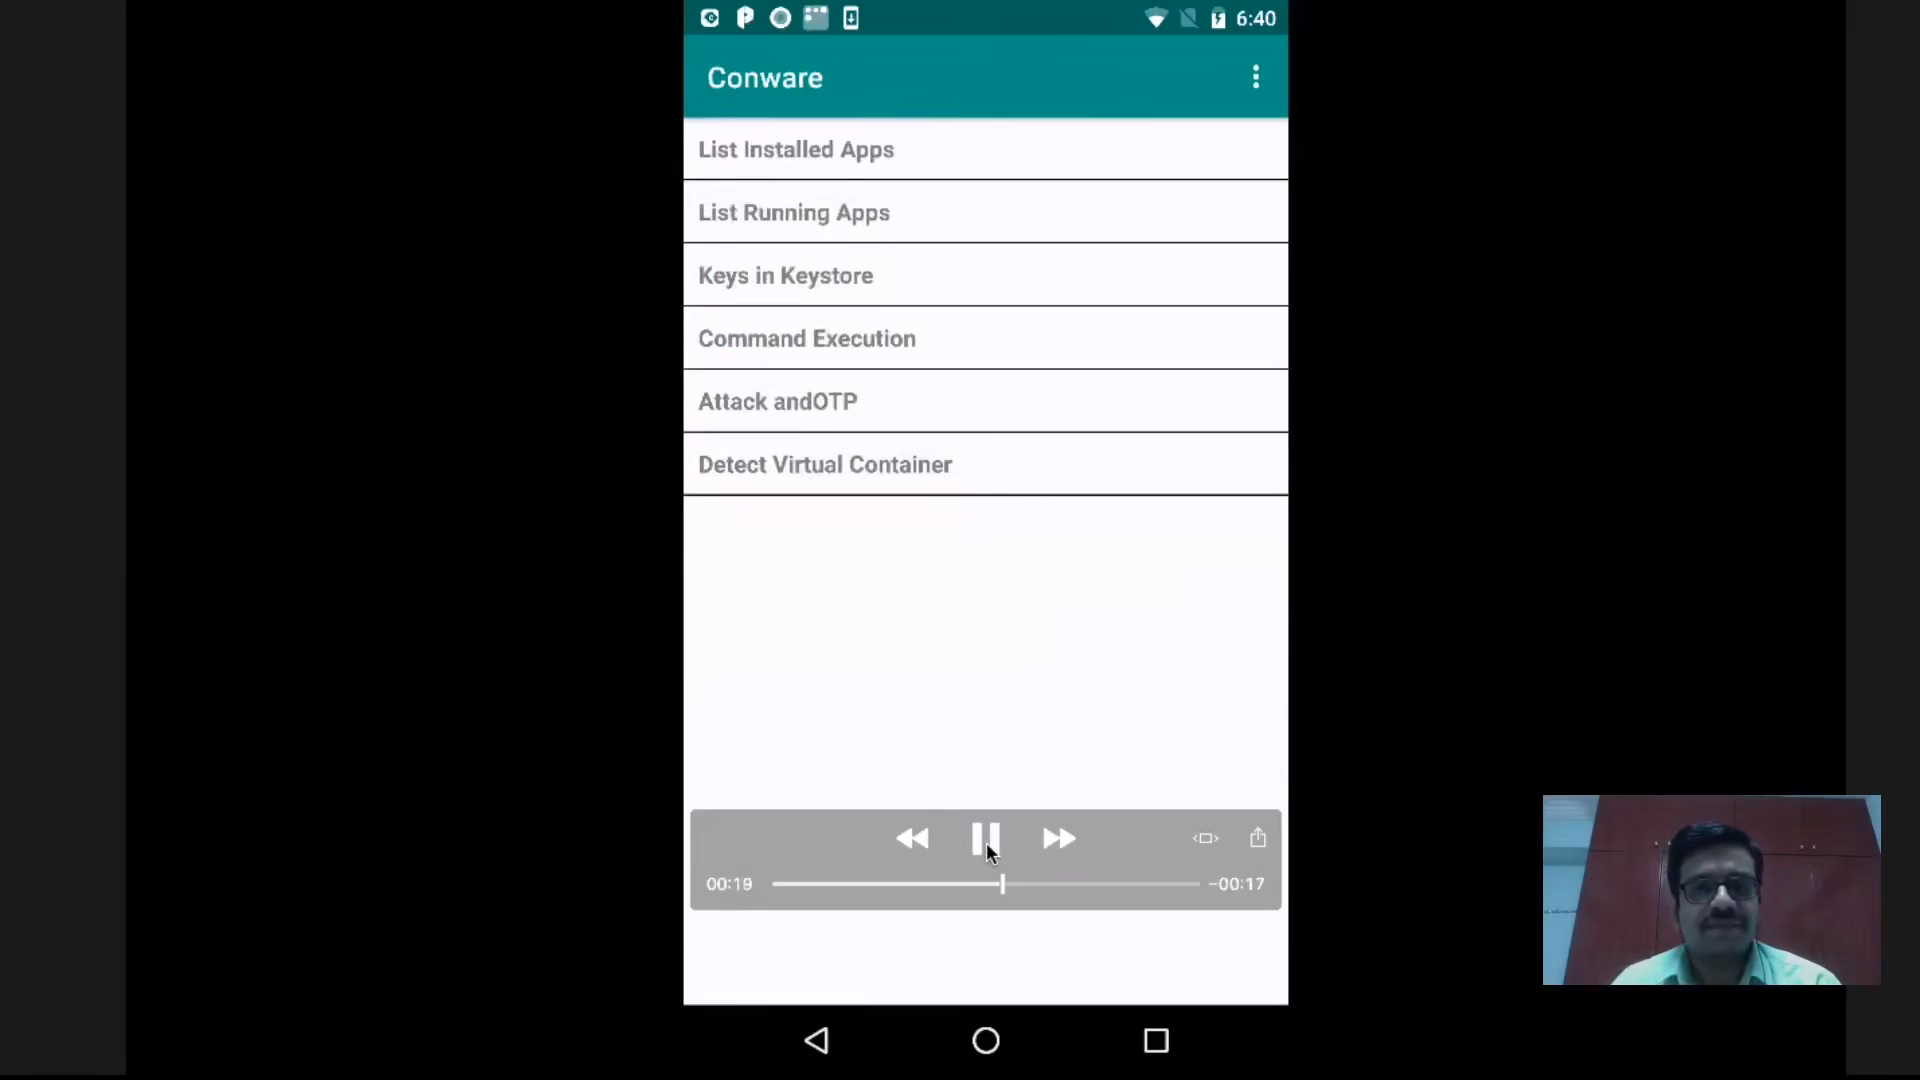 6:40
Conware
List Installed Apps
List Running Apps
Keys in Keystore
Command Execution
Attack andOTP
Detect Virtual Container
00:19
-00:17